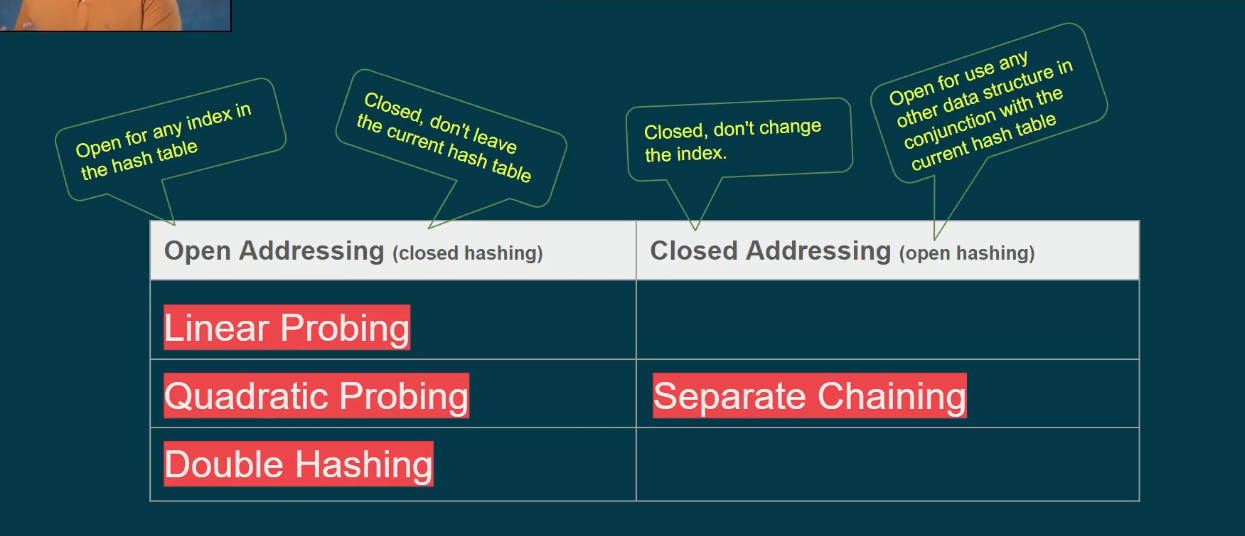 Open for any index in
the hash table
Closed, don't leave
the current hash table
Closed, don't change
the index.
Open for use any
other data structure in
conjunction with the
current hash table
Open Addressing (closed hashing)
Closed Addressing (open hashing)
Linear Probing
Quadratic Probing
Separate Chaining
Double Hashing